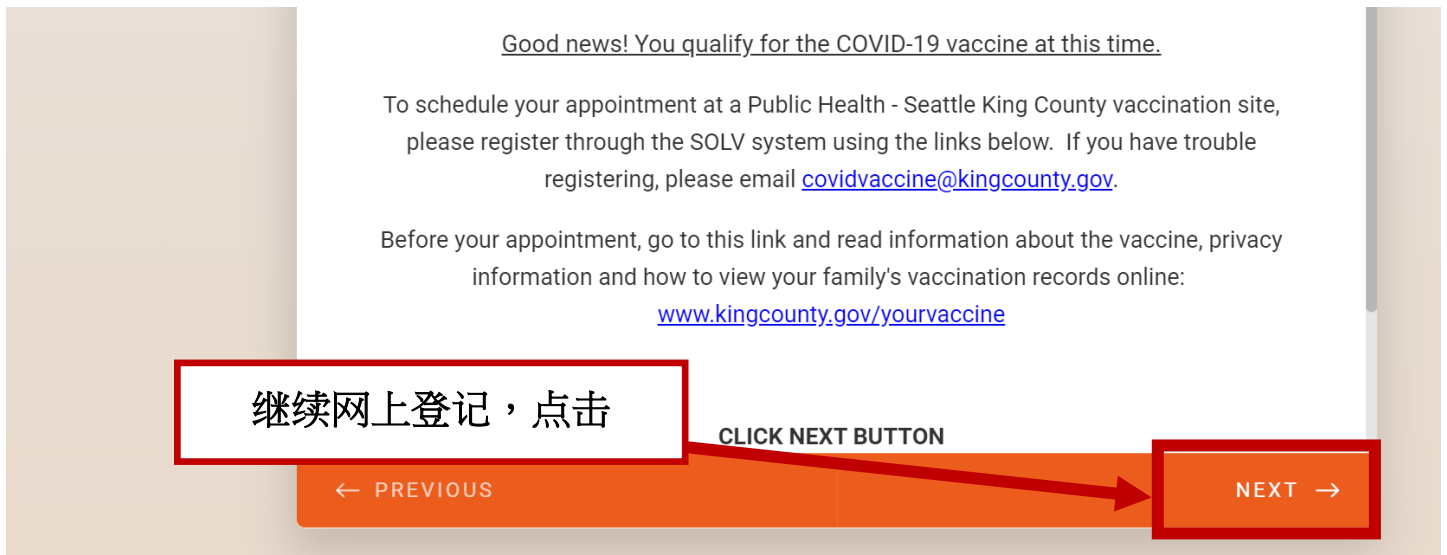 Good news! You qualify for the COVID-19 vaccine at this time.
To schedule your appointment at a Public Health - Seattle King County vaccination site,
please register through the SOLV system using the links below.  If you have trouble
registering, please email covidvaccine@kingcounty.gov.
Before your appointment, go to this link and read information about the vaccine, privacy
information and how to view your family's vaccination records online:
www.kingcounty.gov/yourvaccine
继续网上登记，点击
CLICK NEXT BUTTON
← PREVIOUS
NEXT →